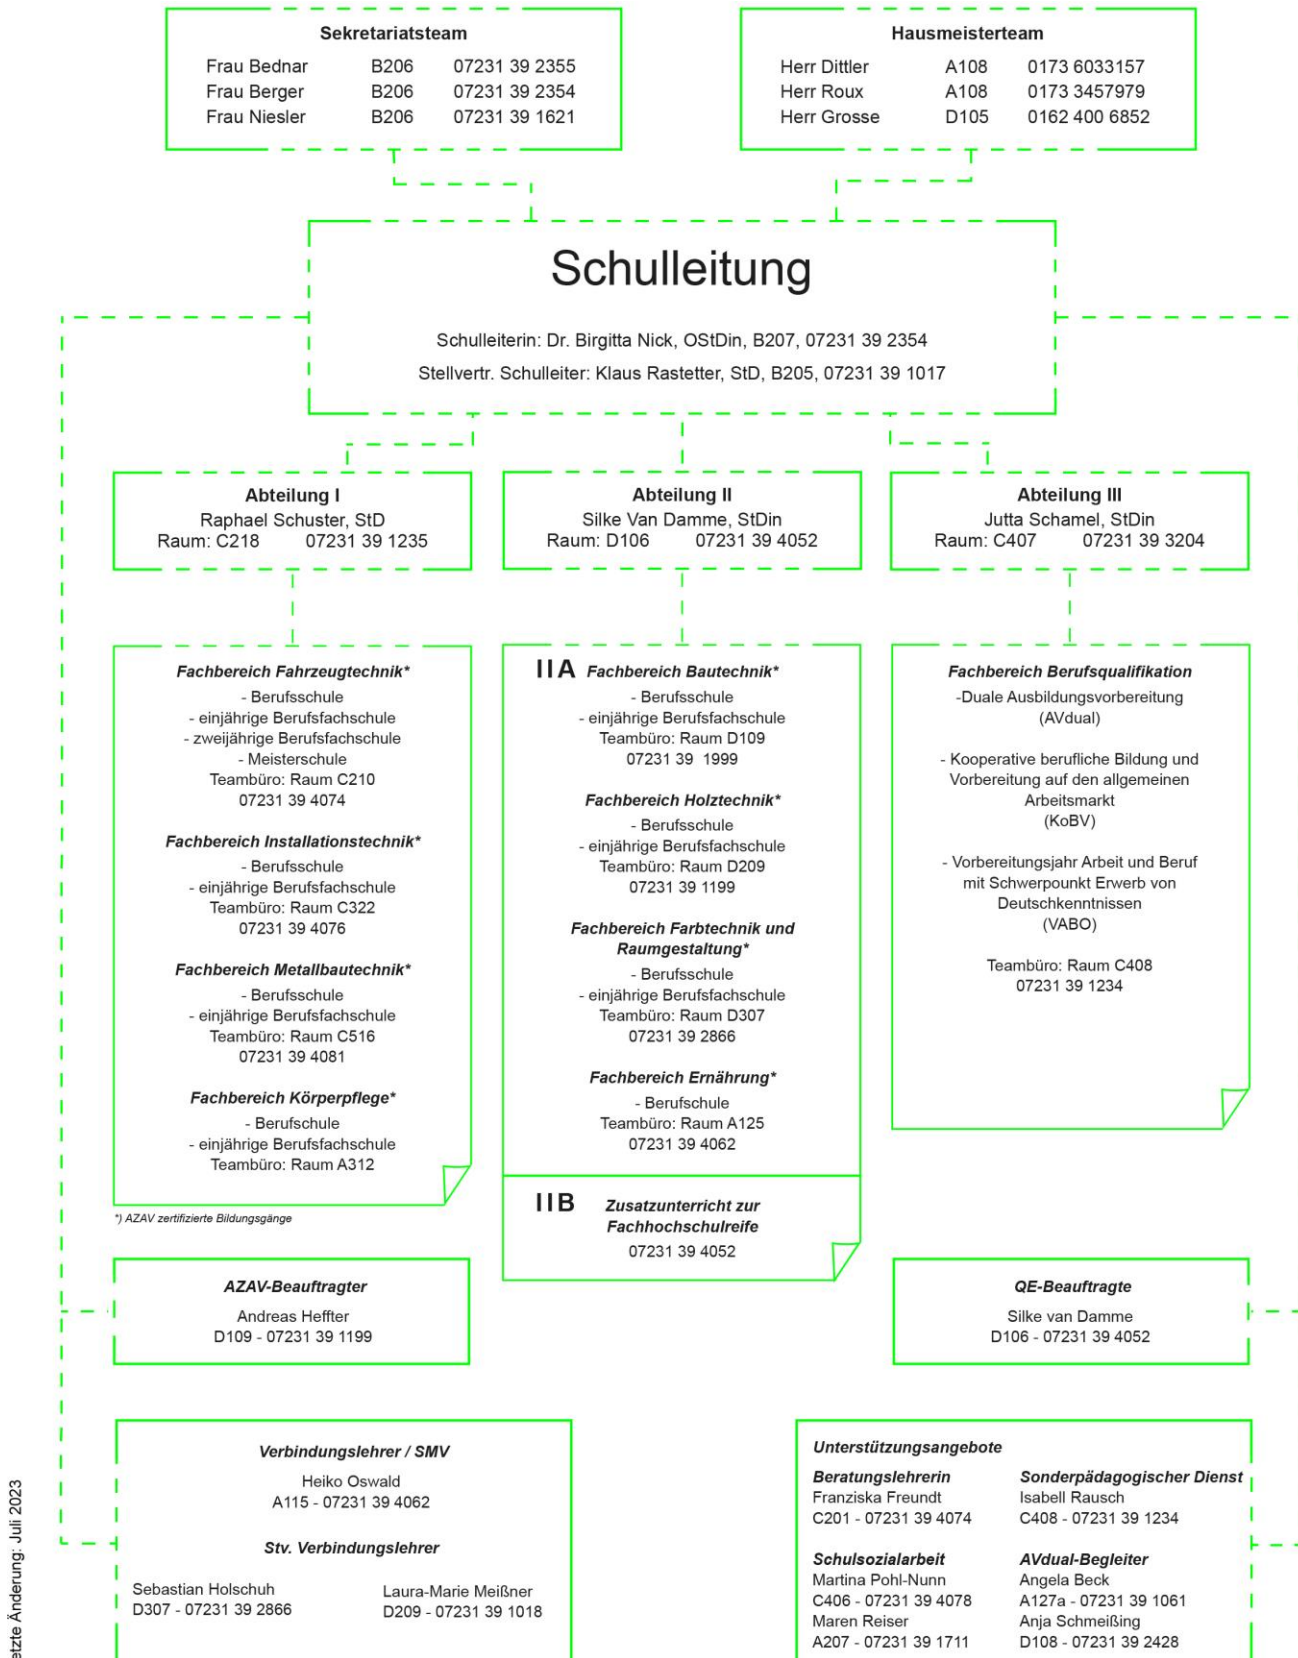 Sekretariatsteam
Frau Bednar B206 07231 39 2355
Frau Berger B206 07231 39 2354
Frau Niesler B206 07231 39 1621
Hausmeisterteam
Herr Dittler A108 0173 6033157
Herr Roux A108 0173 3457979
Herr Grosse D105 0162 400 6852
Schulleitung
Schulleiterin: Dr. Birgitta Nick, OStDin, B207, 07231 39 2354
Stellvertr. Schulleiter: Klaus Rastetter, StD, B205, 07231 39 1017
Abteilung I
Raphael Schuster, StD
Raum: C218 07231 39 1235
Abteilung II
Silke Van Damme, StDin
Raum: D106 07231 39 4052
Abteilung III
Jutta Schamel, StDin
Raum: C407 07231 39 3204
Fachbereich Fahrzeugtechnik*
- Berufsschule
- einjährige Berufsfachschule
- zweijährige Berufsfachschule
- Meisterschule
Teambüro: Raum C210
07231 39 4074
Fachbereich Installationstechnik*
- Berufsschule
- einjährige Berufsfachschule
Teambüro: Raum C322
07231 39 4076
Fachbereich Metallbautechnik*
- Berufsschule
- einjährige Berufsfachschule
Teambüro: Raum C516
07231 39 4081
Fachbereich Körperpflege*
- Berufschule
- einjährige Berufsfachschule
Teambüro: Raum A312
*) AZAV zertifizierte Bildungsgänge
IIA Fachbereich Bautechnik*
- Berufsschule
- einjährige Berufsfachschule
Teambüro: Raum D109
07231 39 1999
Fachbereich Holztechnik*
- Berufsschule
- einjährige Berufsfachschule
Teambüro: Raum D209
07231 39 1199
Fachbereich Farbtechnik und
Raumgestaltung*
- Berufsschule
- einjährige Berufsfachschule
Teambüro: Raum D307
07231 39 2866
Fachbereich Ernährung*
- Berufschule
Teambüro: Raum A125
07231 39 4062
IIB Zusatzunterricht zur
Fachhochschulreife
07231 39 4052
Fachbereich Berufsqualifikation
-Duale Ausbildungsvorbereitung
(AVdual)
- Kooperative berufliche Bildung und
Vorbereitung auf den allgemeinen
Arbeitsmarkt
(KoBV)
- Vorbereitungsjahr Arbeit und Beruf
mit Schwerpounkt Erwerb von
Deutschkenntnissen
(VABO)
Teambüro: Raum C408
07231 39 1234
AZAV-Beauftragter
Andreas Heffter
D109 - 07231 39 1199
QE-Beauftragte
Silke van Damme
D106 - 07231 39 4052
Verbindungslehrer / SMV
Heiko Oswald
A115 - 07231 39 4062
Stv. Verbindungslehrer
Sebastian Holschuh
D307 - 07231 39 2866
Laura-Marie Meißner
D209 - 07231 39 1018
Unterstützungsangebote
Beratungslehrerin
Franziska Freundt
C201 - 07231 39 4074
Sonderpädagogischer Dienst
Isabell Rausch
C408 - 07231 39 1234
Schulsozialarbeit
Martina Pohl-Nunn
C406 - 07231 39 4078
Maren Reiser
A207 - 07231 39 1711
AVdual-Begleiter
Angela Beck
A127a - 07231 39 1061
Anja Schmeißing
D108 - 07231 39 2428
etzte Änderung: Juli 2023